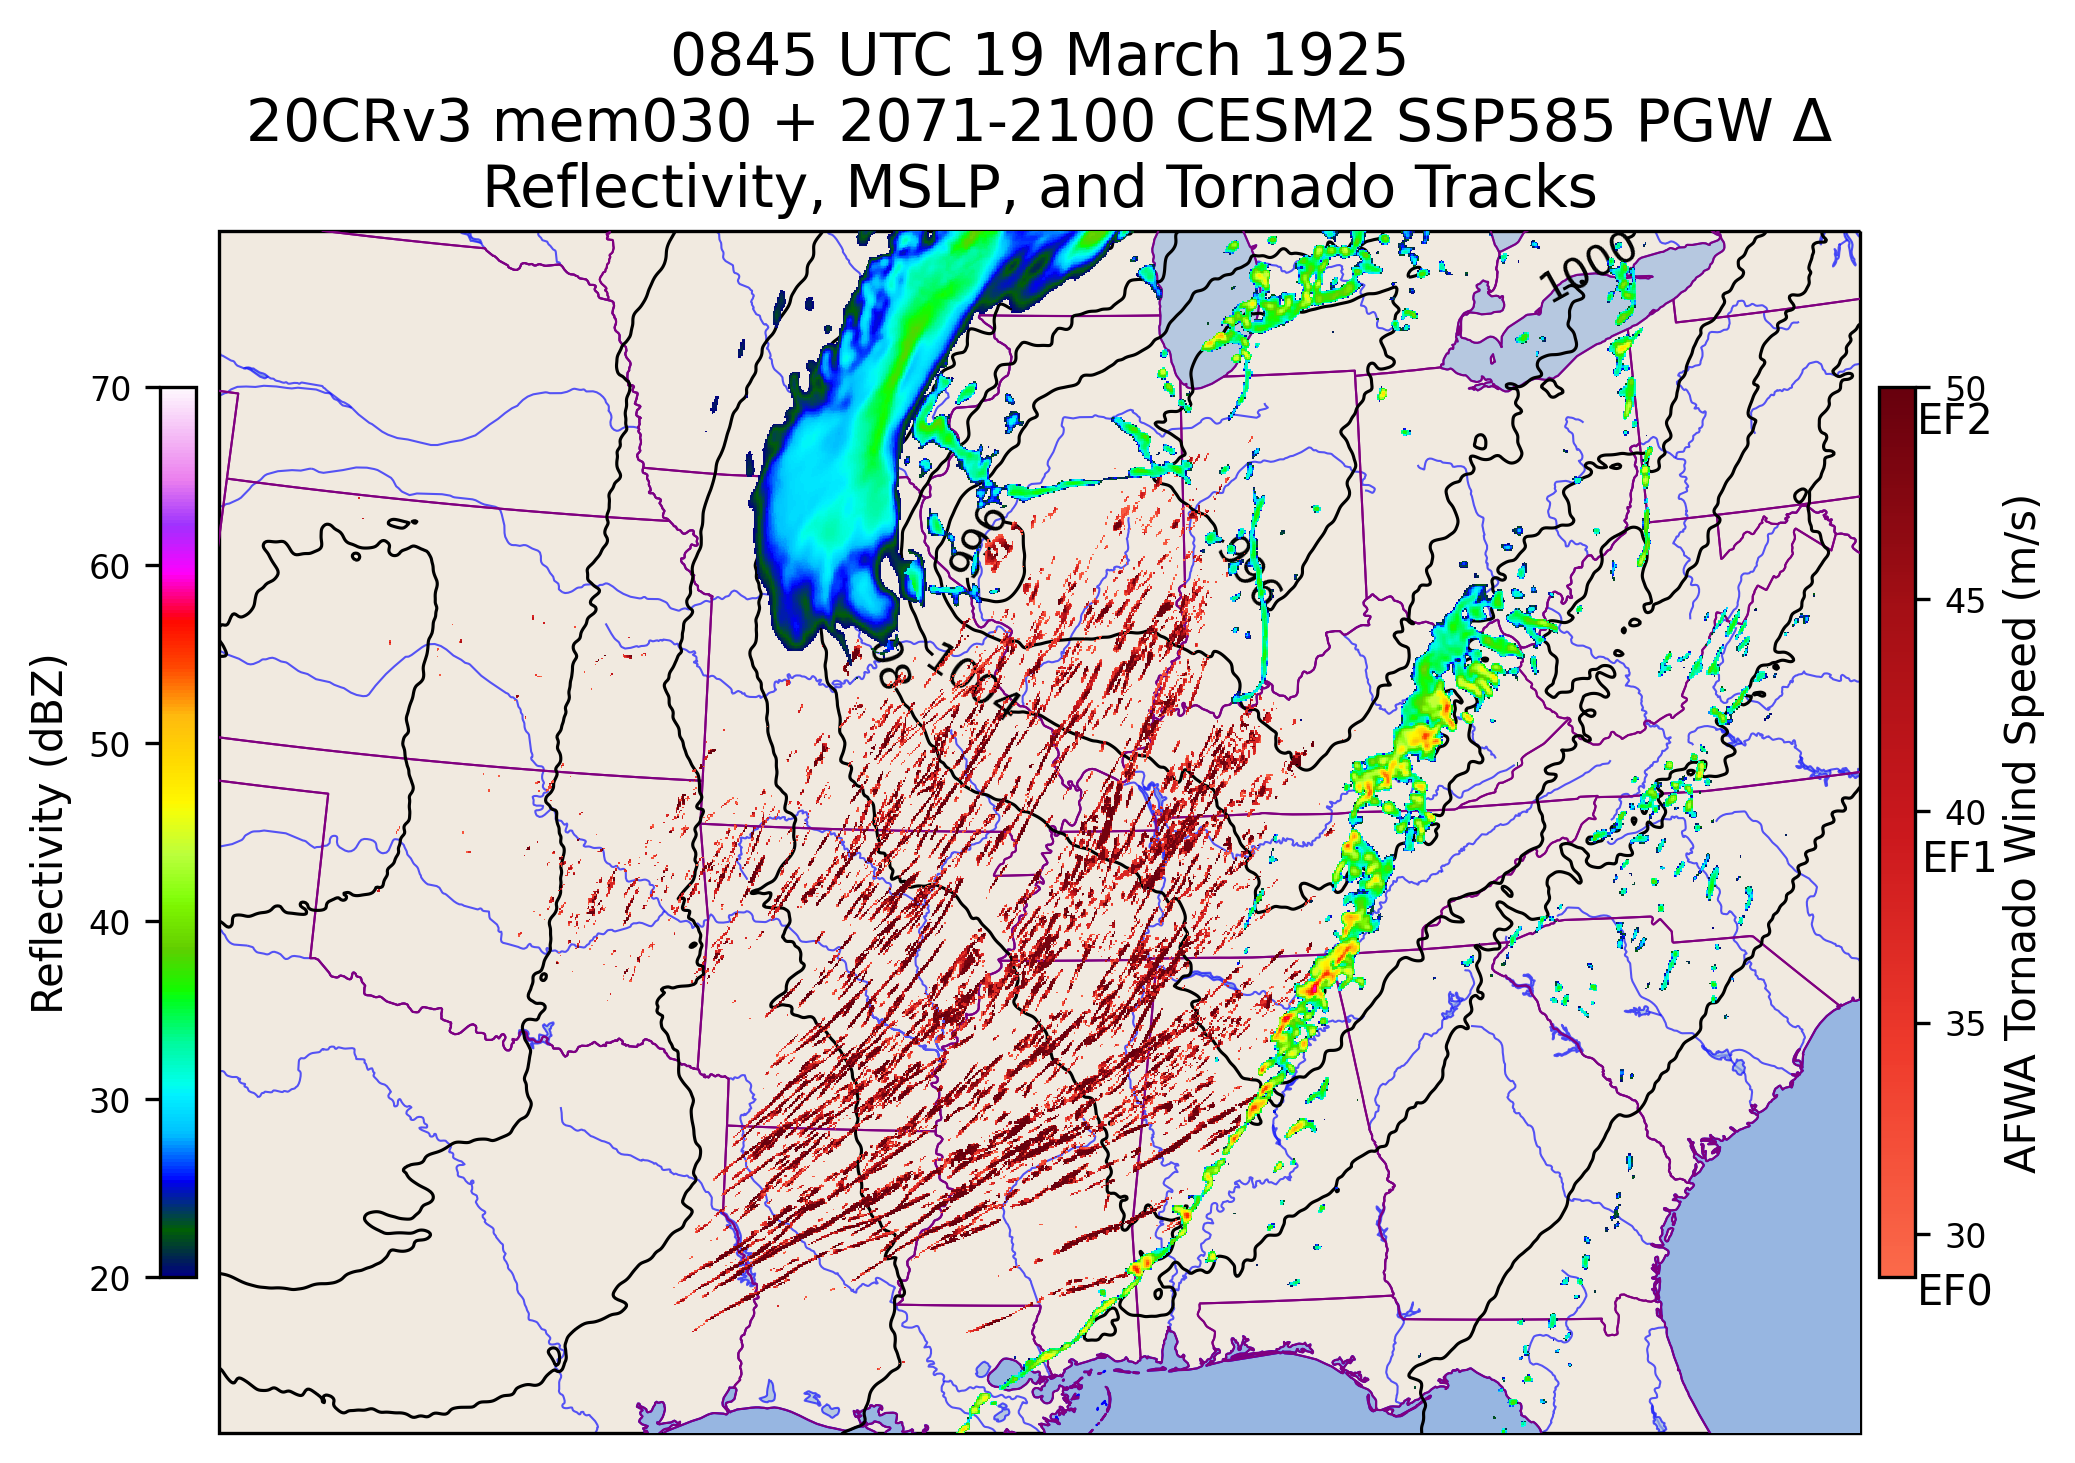 0845 UTC 19 March 1925
20CRv3 mem030 + 2071-2100 CESM2 SSP585 PGW Δ
Reflectivity, MSLP, and Tornado Tracks
1000
996
1004
70
60
50
40
30
20
Reflectivity (dBZ)
50
EF2
45
40
EF1
35
30
EF0
AFWA Tornado Wind Speed (m/s)